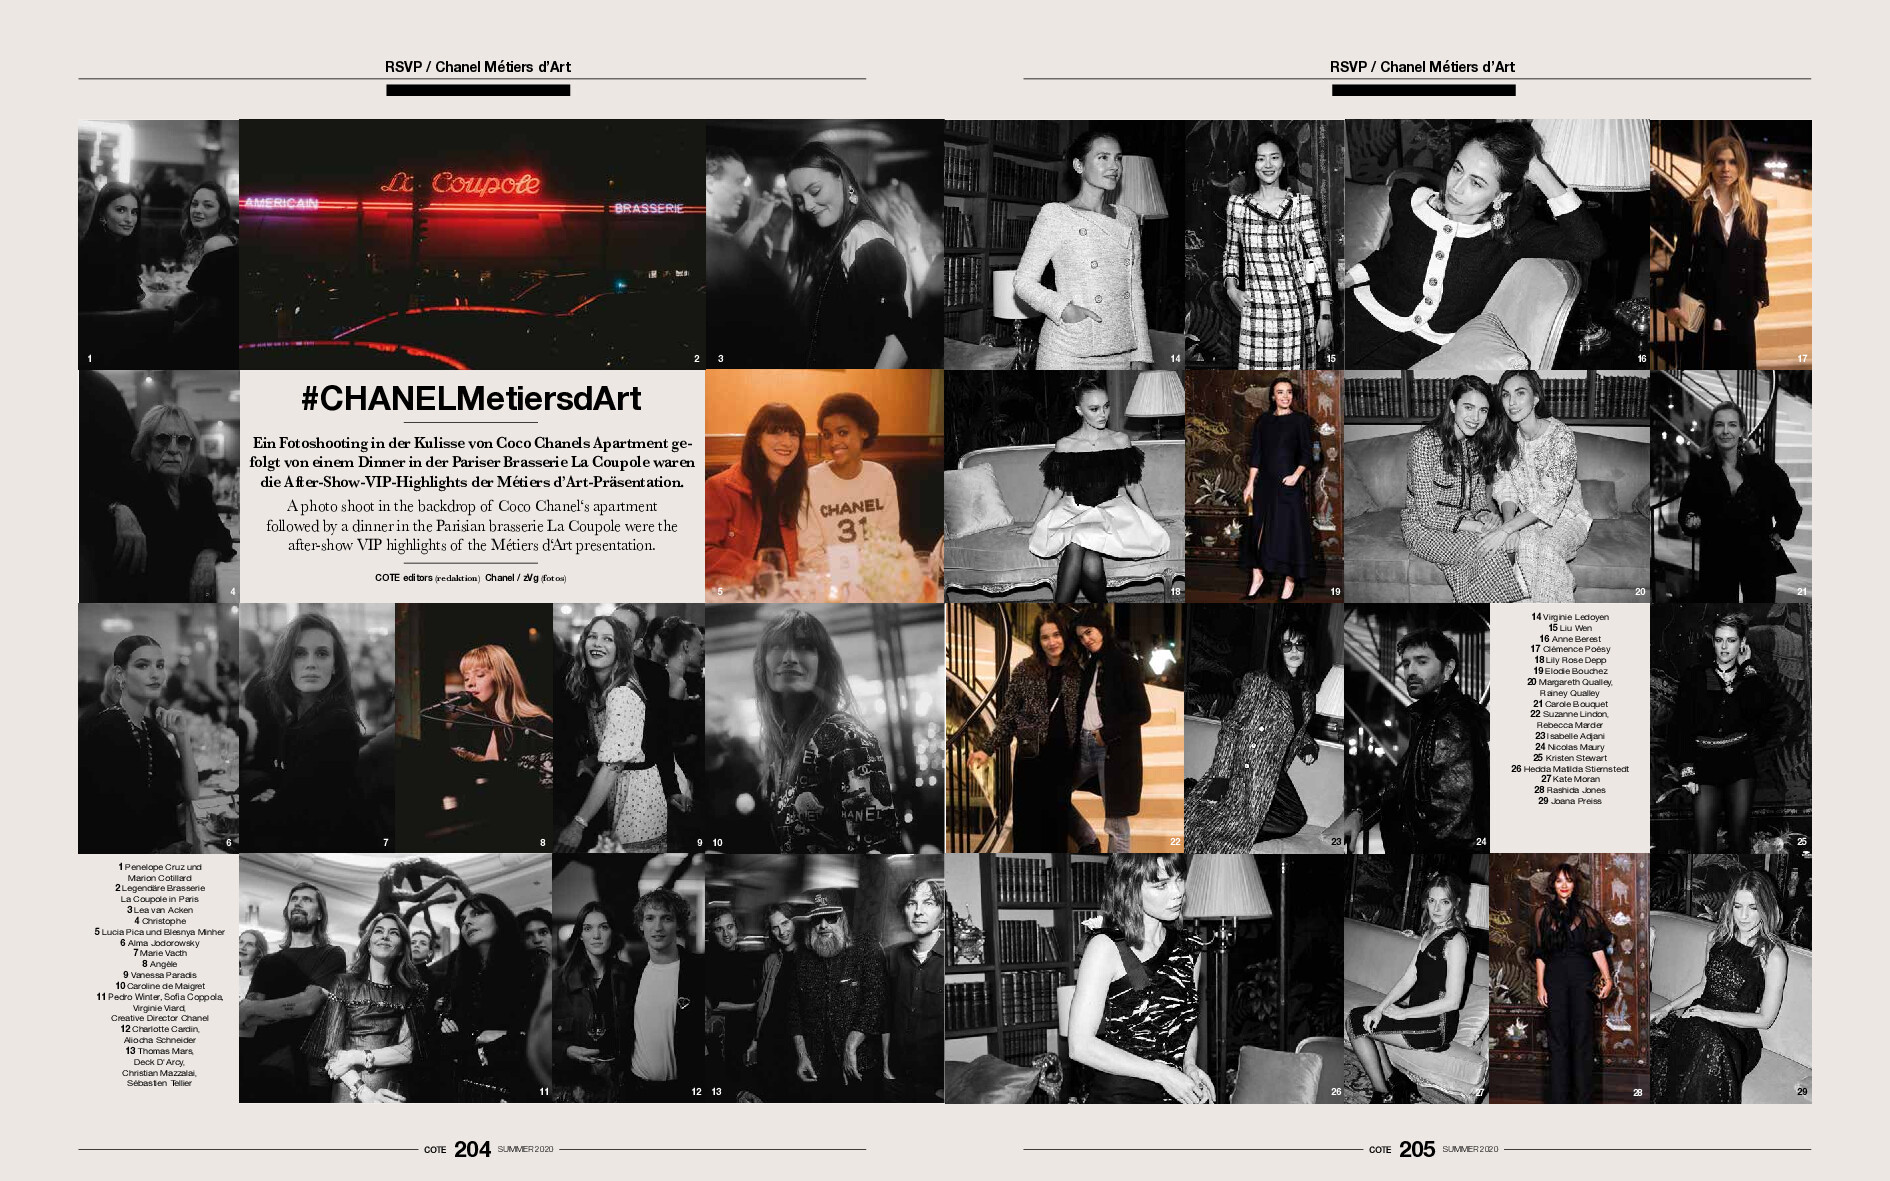 RSVP / Chanel Métiers d’Art
RSVP / Chanel Métiers d’Art
La Coupole
AMERICAIN
BRASSERIE
1
2
3
14
15
16
17
#CHANELMetiersdArt
Ein Fotoshooting in der Kulisse von Coco Chanels Apartment ge-
folgt von einem Dinner in der Pariser Brasserie La Coupole waren
die After-Show-VIP-Highlights der Métiers d’Art-Präsentation.
A photo shoot in the backdrop of Coco Chanel‘s apartment
followed by a dinner in the Parisian brasserie La Coupole were the
after-show VIP highlights of the Métiers d‘Art presentation.
COTE editors (redaktion) Chanel / zVg (fotos)
CHANEL
31
4
5
18
19
20
21
6
7
8
9
10
22
23
24
14 Virginie Ledoyen
15 Liu Wen
16 Anne Berest
17 Clémence Poésy
18 Lily Rose Depp
19 Elodie Bouchez
20 Margareth Qualley,
Rainey Qualley
21 Carole Bouquet
22 Suzanne Lindon,
Rebecca Marder
23 Isabelle Adjani
24 Nicolas Maury
25 Kristen Stewart
26 Hedda Matilda Stiernstedt
27 Kate Moran
28 Rashida Jones
29 Joana Preiss
25
1 Penelope Cruz und
Marion Cotillard
2 Legendäre Brasserie
La Coupole in Paris
3 Lea van Acken
4 Christophe
5 Lucia Pica und Blesnya Minher
6 Alma Jodorowsky
7 Marie Vacth
8 Angèle
9 Vanessa Paradis
10 Caroline de Maigret
11 Pedro Winter, Sofia Coppola,
Virginie Viard,
Creative Director Chanel
12 Charlotte Cardin,
Aliocha Schneider
13 Thomas Mars,
Deck D’Arcy,
Christian Mazzalai,
Sébastien Tellier
11
12
13
26
27
28
29
COTE 204 SUMMER 2020
COTE 205 SUMMER 2020